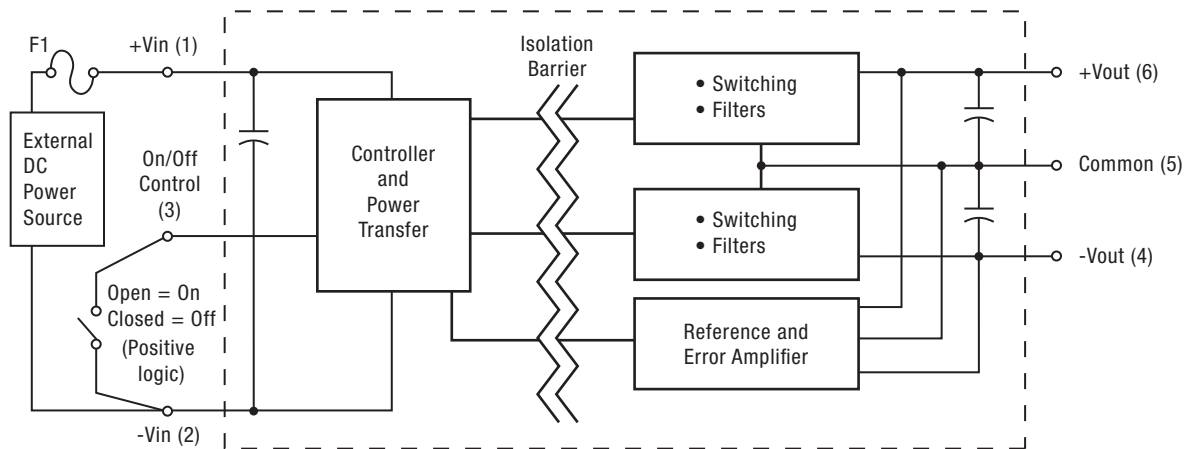 F1
+Vin (1)
External
DC
Power
Source
On/Off
Control
(3)
Open = On
Closed = Off
(Positive
logic)
-Vin (2)
Controller
and
Power
Transfer
Isolation
Barrier
• Switching
• Filters
• Switching
• Filters
Reference and
Error Amplifier
+Vout (6)
Common (5)
-Vout (4)